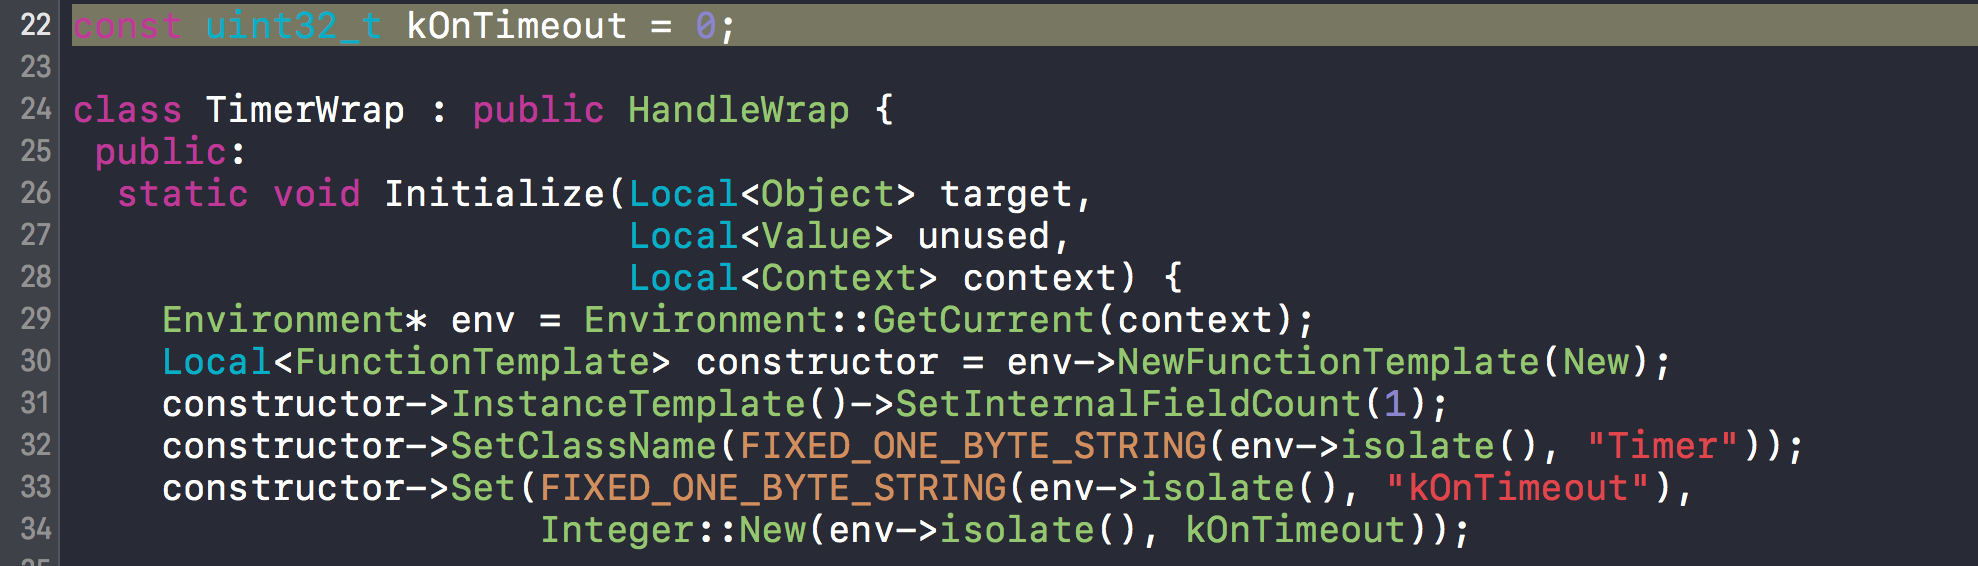 22 const uint32_t kOnTimeout = 0;
23
24 class TimerWrap : public HandleWrap {
25  public:
26   static void Initialize(Local<Object> target,
27                          Local<Value> unused,
28                          Local<Context> context) {
29     Environment* env = Environment::GetCurrent(context);
30     Local<FunctionTemplate> constructor = env->NewFunctionTemplate(New);
31     constructor->InstanceTemplate()->SetInternalFieldCount(1);
32     constructor->SetClassName(FIXED_ONE_BYTE_STRING(env->isolate(), "Timer"));
33     constructor->Set(FIXED_ONE_BYTE_STRING(env->isolate(), "kOnTimeout"),
34                      Integer::New(env->isolate(), kOnTimeout));